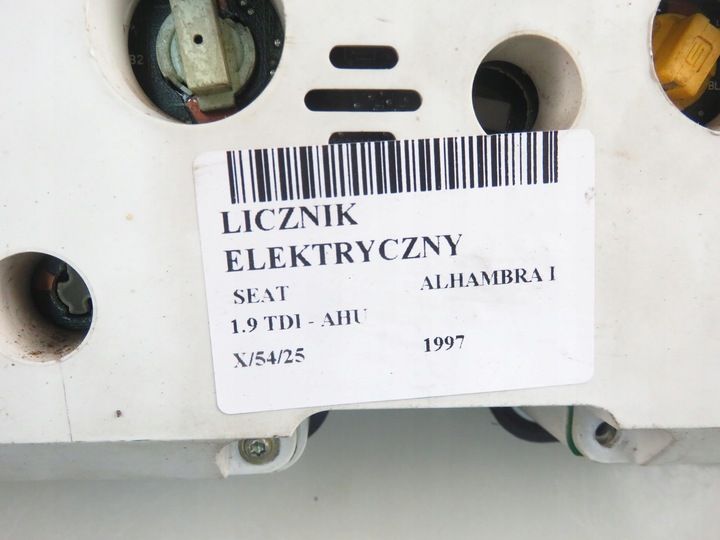 LICZNIK
ELEKTRYCZNY
SEAT ALHAMBRA I
1.9 TDI - AHU
X/54/25 1997